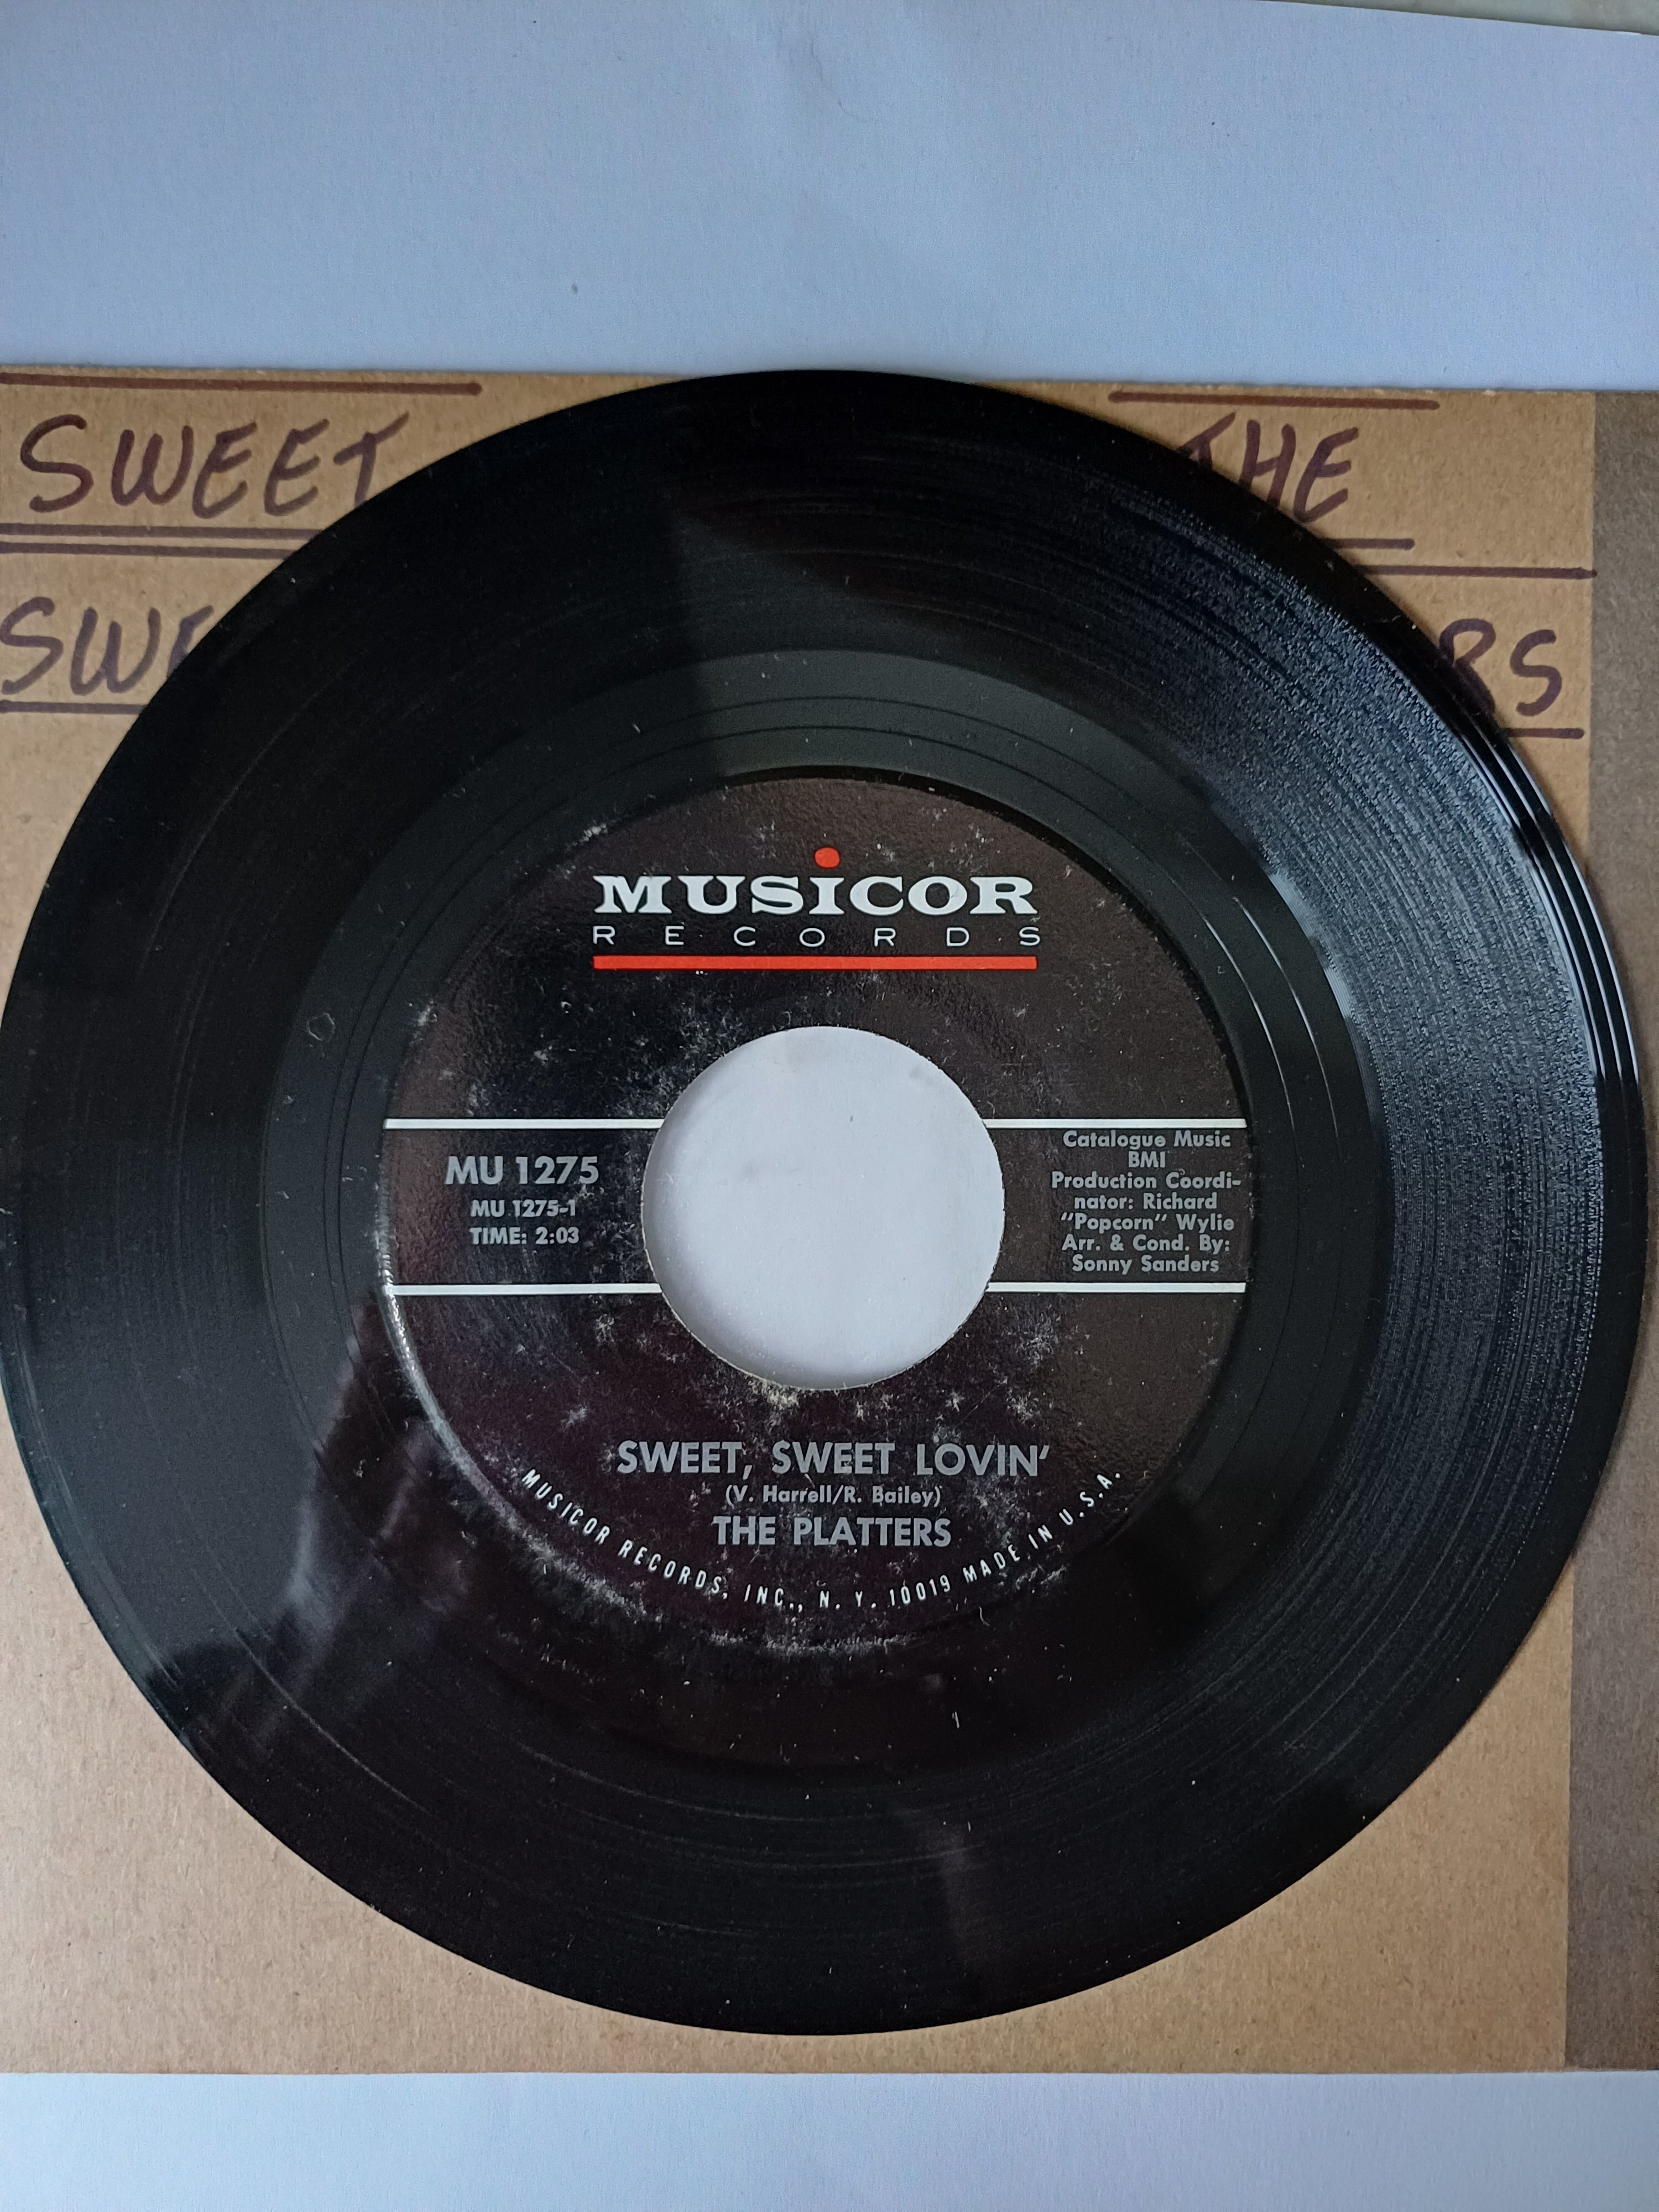 SWEET THE
MUSiCOR
RECORDS
MU 1275
MU 1275-1
TIME: 2:03
Catalogue Music
BMI
Production Coordi-
nator: Richard
"Popcorn" Wylie
Arr. & Cond. By:
Sonny Sanders
SWEET, SWEET LOVIN'
(V. Harrell/R. Bailey)
THE PLATTERS
MUSICOR RECORDS, INC., N. Y. 10019 MADE IN U.S.A.